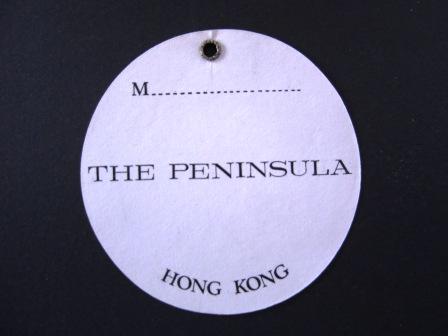 M....................
THE PENINSULA
HONG KONG